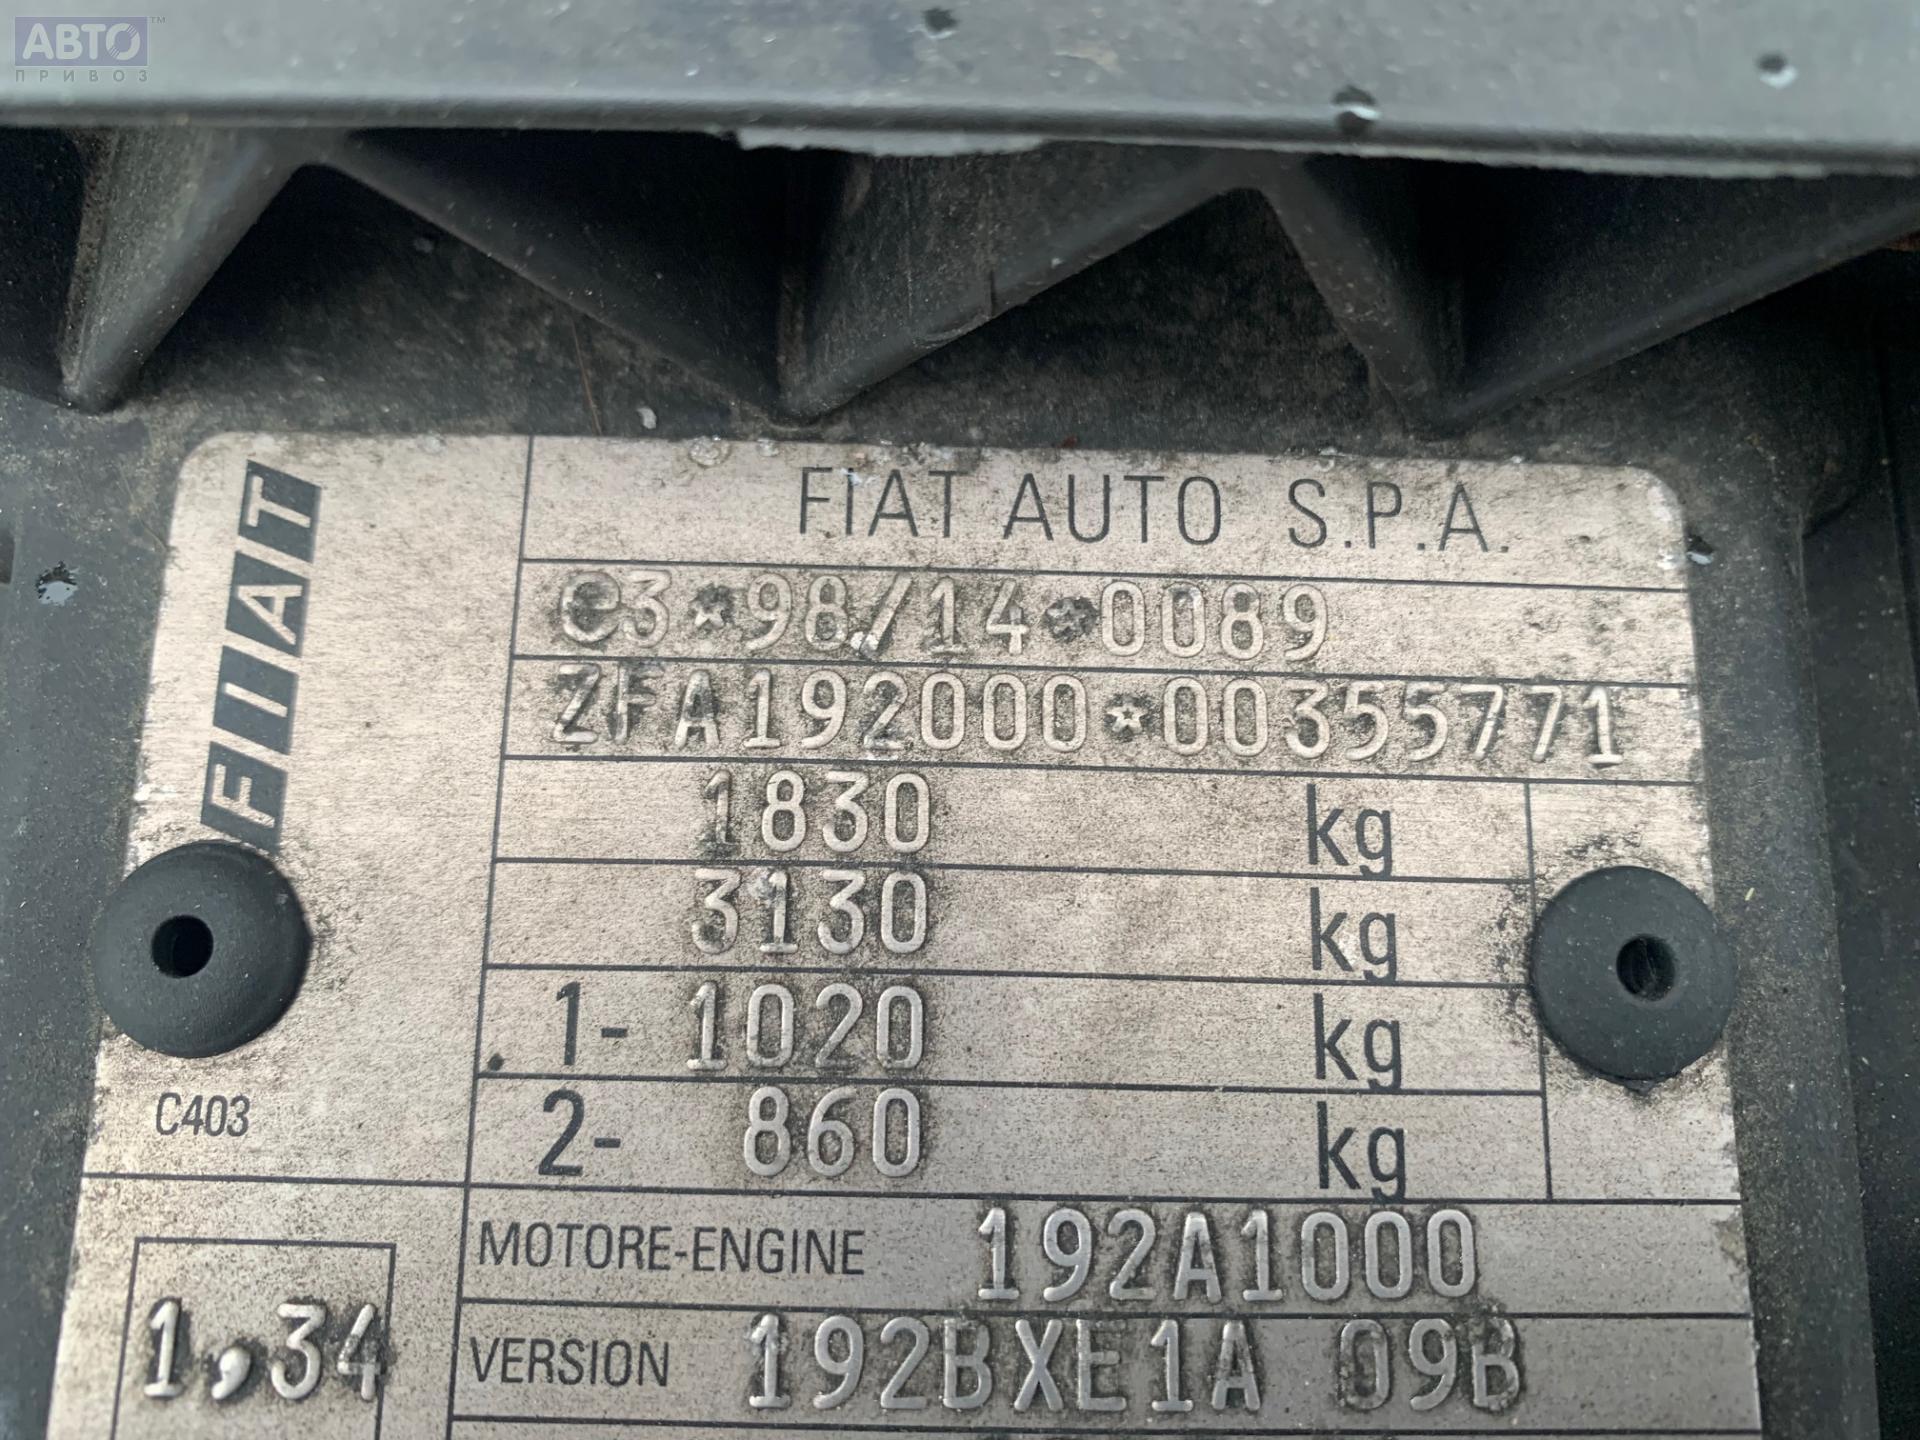 АВТО™
ПРИВОЗ
FIAT
FIAT AUTO S.P.A.
e3*98/14*0089
ZFA192000*00355771
1830 kg
3130 kg
1- 1020 kg
2- 860 kg
C403
MOTORE-ENGINE 192A1000
VERSION 192BXE1A 09B
1,34